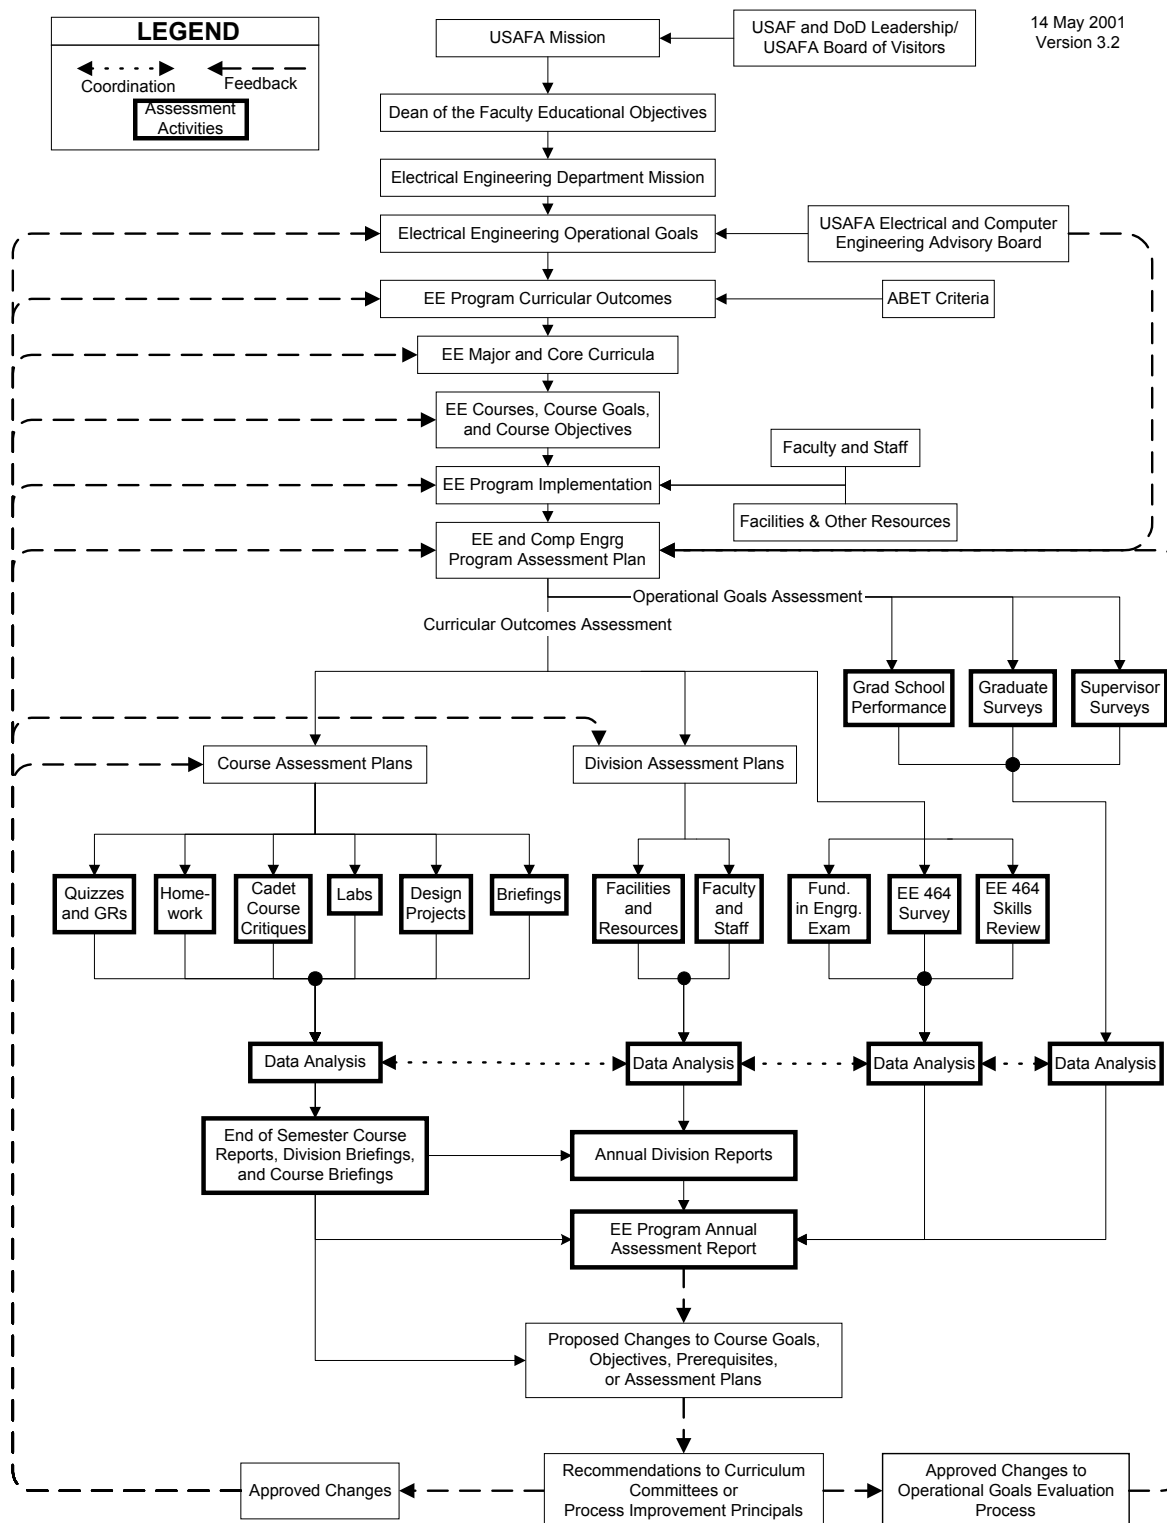 LEGEND
Coordination
Feedback
Assessment
Activities
14 May 2001
Version 3.2
USAFA Mission
USAF and DoD Leadership/
USAFA Board of Visitors
Dean of the Faculty Educational Objectives
Electrical Engineering Department Mission
Electrical Engineering Operational Goals
USAFA Electrical and Computer
Engineering Advisory Board
EE Program Curricular Outcomes
ABET Criteria
EE Major and Core Curricula
EE Courses, Course Goals,
and Course Objectives
Faculty and Staff
EE Program Implementation
Facilities & Other Resources
EE and Comp Engrg
Program Assessment Plan
Operational Goals Assessment
Curricular Outcomes Assessment
Grad School
Performance
Graduate
Surveys
Supervisor
Surveys
Course Assessment Plans
Division Assessment Plans
Quizzes
and GRs
Home-
work
Cadet
Course
Critiques
Labs
Design
Projects
Briefings
Facilities
and
Resources
Faculty
and
Staff
Fund.
in Engrg.
Exam
EE 464
Survey
EE 464
Skills
Review
Data Analysis
Data Analysis
Data Analysis
Data Analysis
End of Semester Course
Reports, Division Briefings,
and Course Briefings
Annual Division Reports
EE Program Annual
Assessment Report
Proposed Changes to Course Goals,
Objectives, Prerequisites,
or Assessment Plans
Approved Changes
Recommendations to Curriculum
Committees or
Process Improvement Principals
Approved Changes to
Operational Goals Evaluation
Process